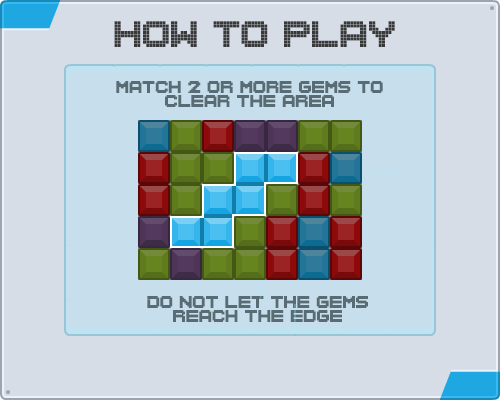 HOW TO PLAY
MATCH 2 OR MORE GEMS TO
CLEAR THE AREA
DO NOT LET THE GEMS
REACH THE EDGE